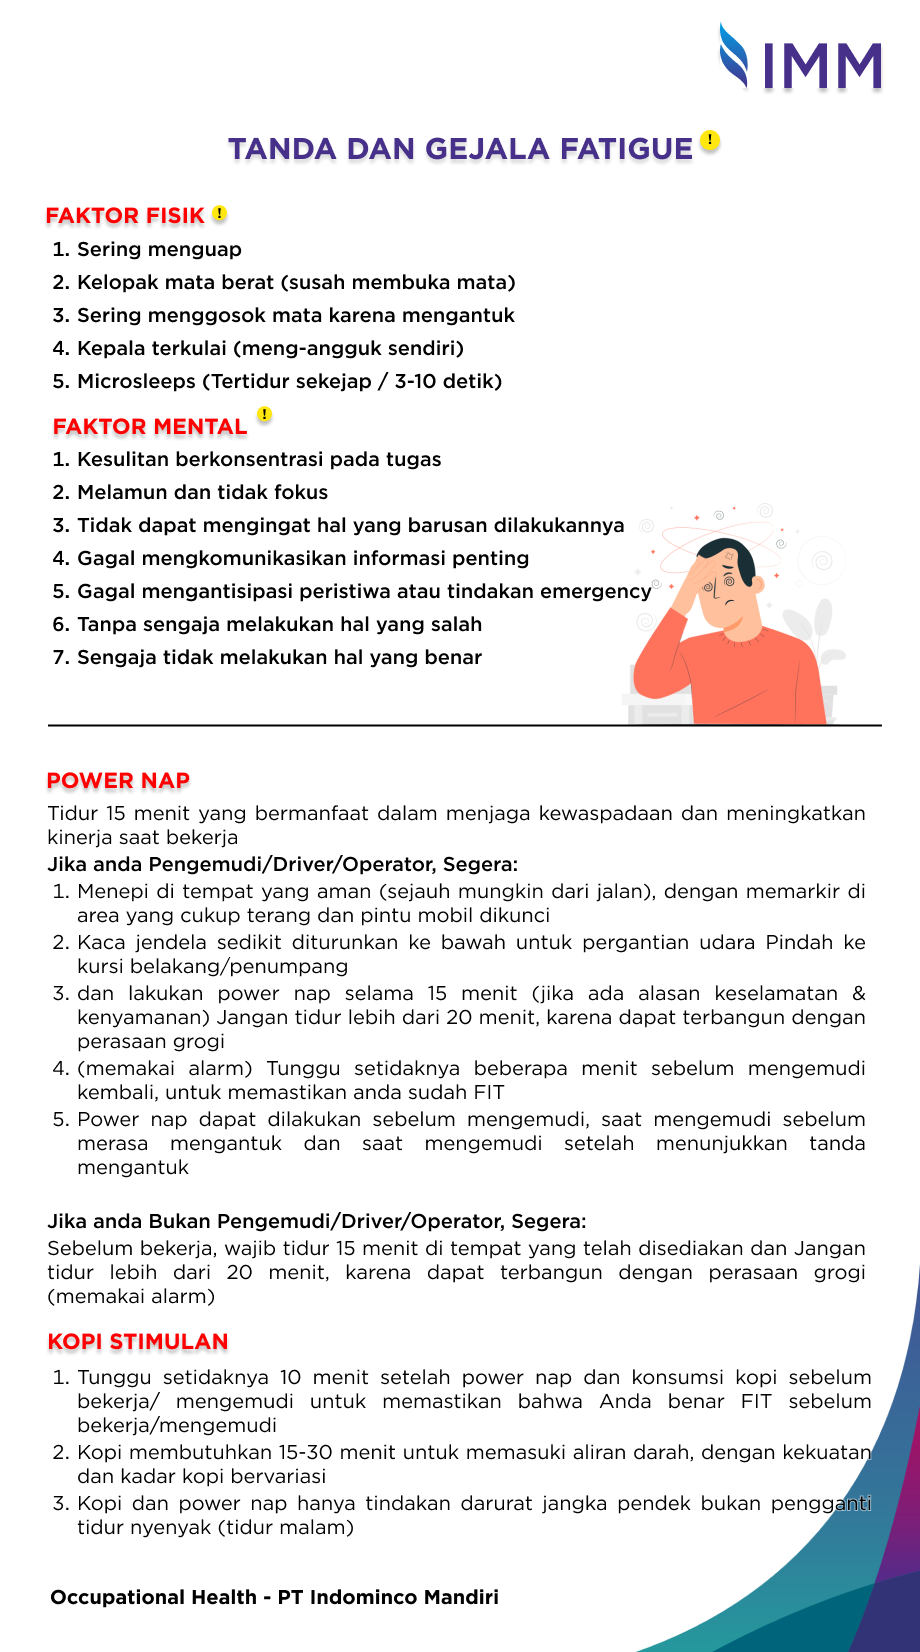 IMM
TANDA DAN GEJALA FATIGUE !
FAKTOR FISIK !
1. Sering menguap
2. Kelopak mata berat (susah membuka mata)
3. Sering menggosok mata karena mengantuk
4. Kepala terkulai (meng-angguk sendiri)
5. Microsleeps (Tertidur sekejap / 3-10 detik)
FAKTOR MENTAL !
1. Kesulitan berkonsentrasi pada tugas
2. Melamun dan tidak fokus
3. Tidak dapat mengingat hal yang barusan dilakukannya
4. Gagal mengkomunikasikan informasi penting
5. Gagal mengantisipasi peristiwa atau tindakan emergency
6. Tanpa sengaja melakukan hal yang salah
7. Sengaja tidak melakukan hal yang benar
POWER NAP
Tidur 15 menit yang bermanfaat dalam menjaga kewaspadaan dan meningkatkan
kinerja saat bekerja
Jika anda Pengemudi/Driver/Operator, Segera:
1. Menepi di tempat yang aman (sejauh mungkin dari jalan), dengan memarkir di
area yang cukup terang dan pintu mobil dikunci
2. Kaca jendela sedikit diturunkan ke bawah untuk pergantian udara Pindah ke
kursi belakang/penumpang
3. dan lakukan power nap selama 15 menit (jika ada alasan keselamatan &
kenyamanan) Jangan tidur lebih dari 20 menit, karena dapat terbangun dengan
perasaan grogi
4. (memakai alarm) Tunggu setidaknya beberapa menit sebelum mengemudi
kembali, untuk memastikan anda sudah FIT
5. Power nap dapat dilakukan sebelum mengemudi, saat mengemudi sebelum
merasa mengantuk dan saat mengemudi setelah menunjukkan tanda
mengantuk
Jika anda Bukan Pengemudi/Driver/Operator, Segera:
Sebelum bekerja, wajib tidur 15 menit di tempat yang telah disediakan dan Jangan
tidur lebih dari 20 menit, karena dapat terbangun dengan perasaan grogi
(memakai alarm)
KOPI STIMULAN
1. Tunggu setidaknya 10 menit setelah power nap dan konsumsi kopi sebelum
bekerja/ mengemudi untuk memastikan bahwa Anda benar FIT sebelum
bekerja/mengemudi
2. Kopi membutuhkan 15-30 menit untuk memasuki aliran darah, dengan kekuatan
dan kadar kopi bervariasi
3. Kopi dan power nap hanya tindakan darurat jangka pendek bukan pengganti
tidur nyenyak (tidur malam)
Occupational Health - PT Indominco Mandiri